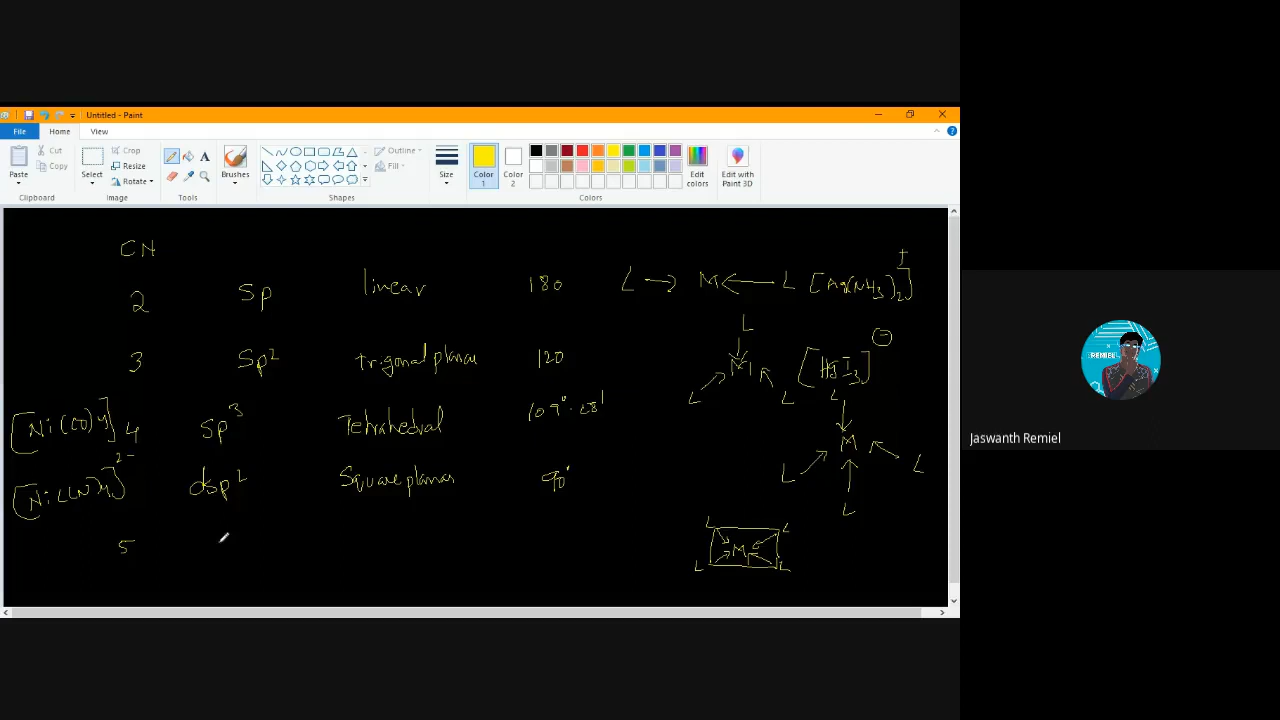 Untitled - Paint
File Home View
Paste
Cut
Copy
Clipboard
Select
Crop
Resize
Rotate
Image
A
Tools
Brushes
Outline
Fill
Shapes
Size
Color 1
Color 2
Edit colors
Edit with Paint 3D
Colors
CN
2 Sp linear 180 L → M ← L [Ag(NH3)2]+
3 Sp2 trigonal planar 120 L M L L [HgI3]-
[Ni(CO)4] 4 Sp3 Tetrahedral 109°.28' L M L L L
[Ni(CN)4]2- dsp2 Square planar 90°
5
L L M L L
REMIEL
Jaswanth Remiel